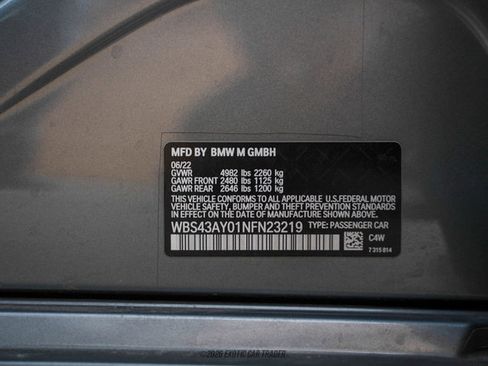 MFD BY BMW M GMBH
06/22
GVWR 4982 lbs 2260 kg
GAWR FRONT 2480 lbs 1125 kg
GAWR REAR 2646 lbs 1200 kg
THIS VEHICLE CONFORMS TO ALL APPLICABLE U.S.FEDERAL MOTOR
VEHICLE SAFETY, BUMPER AND THEFT PREVENTION STANDARDS IN
EFFECT ON THE DATE OF MANUFACTURE SHOWN ABOVE.
WBS43AY01NFN23219 TYPE: PASSENGER CAR
C4W
7 315 814
©2026 EXOTIC CAR TRADER